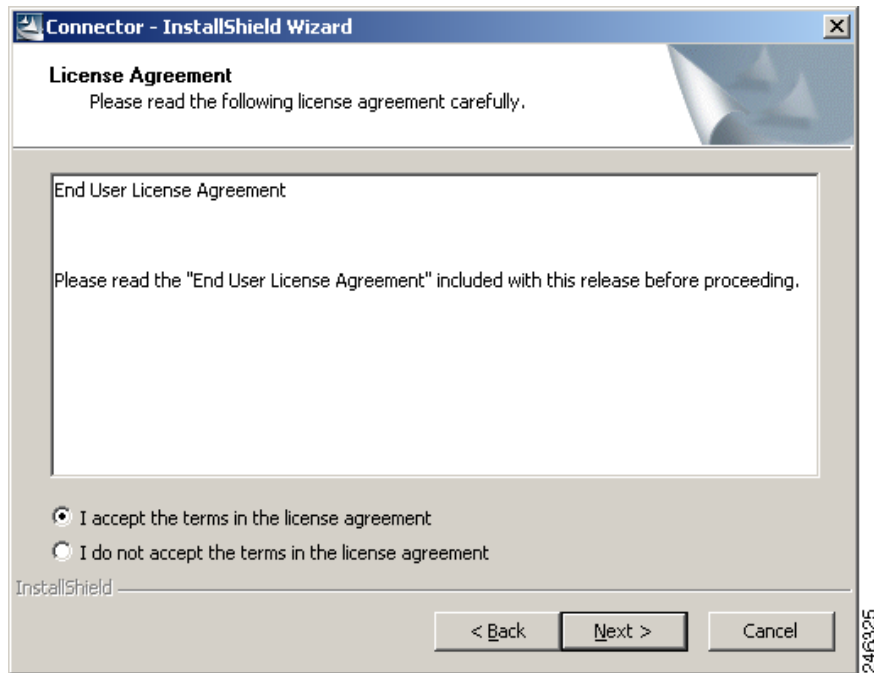 Connector - InstallShield Wizard
License Agreement
Please read the following license agreement carefully.
End User License Agreement
Please read the "End User License Agreement" included with this release before proceeding.
I accept the terms in the license agreement
I do not accept the terms in the license agreement
InstallShield
< Back
Next >
Cancel
246325